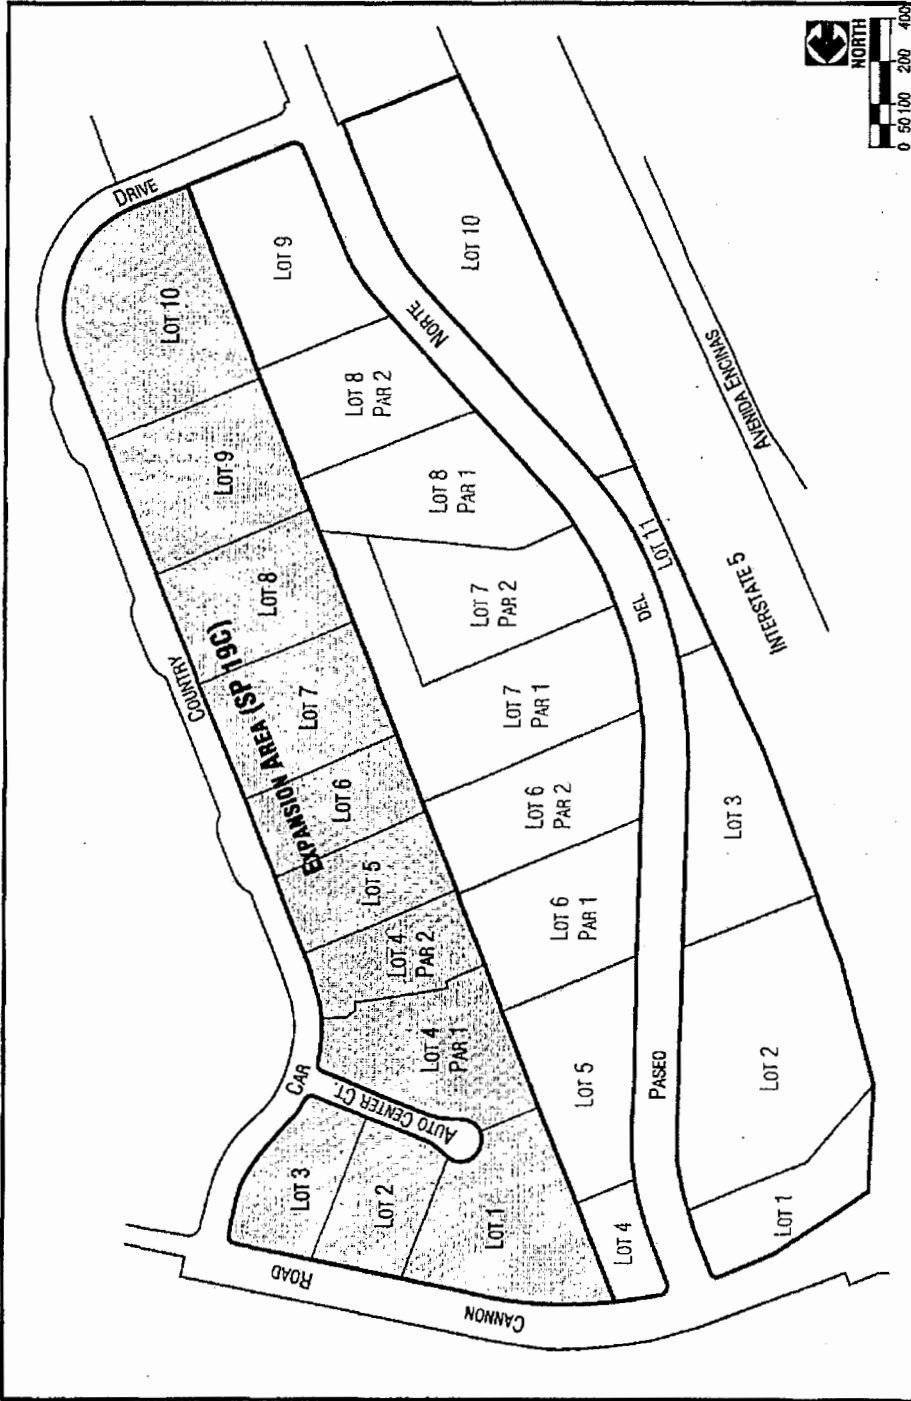 NORTH
0 50 100 200 400
DRIVE
LOT 10
LOT 9
LOT 10
NORTE
LOT 8
PAR 2
LOT 9
LOT 8
PAR 1
AVENIDA ENCINAS
LOT 8
LOT 7
PAR 2
LOT 11
DEL
INTERSTATE 5
COUNTRY
EXPANSION AREA (SP 19C)
LOT 7
LOT 7
PAR 1
LOT 6
LOT 6
PAR 2
LOT 3
LOT 5
LOT 6
PAR 1
LOT 4
PAR 2
LOT 4
PAR 1
CAR
AUTO CENTER CT.
LOT 5
PASEO
LOT 2
LOT 3
LOT 2
LOT 1
LOT 4
LOT 1
ROAD
CANNON